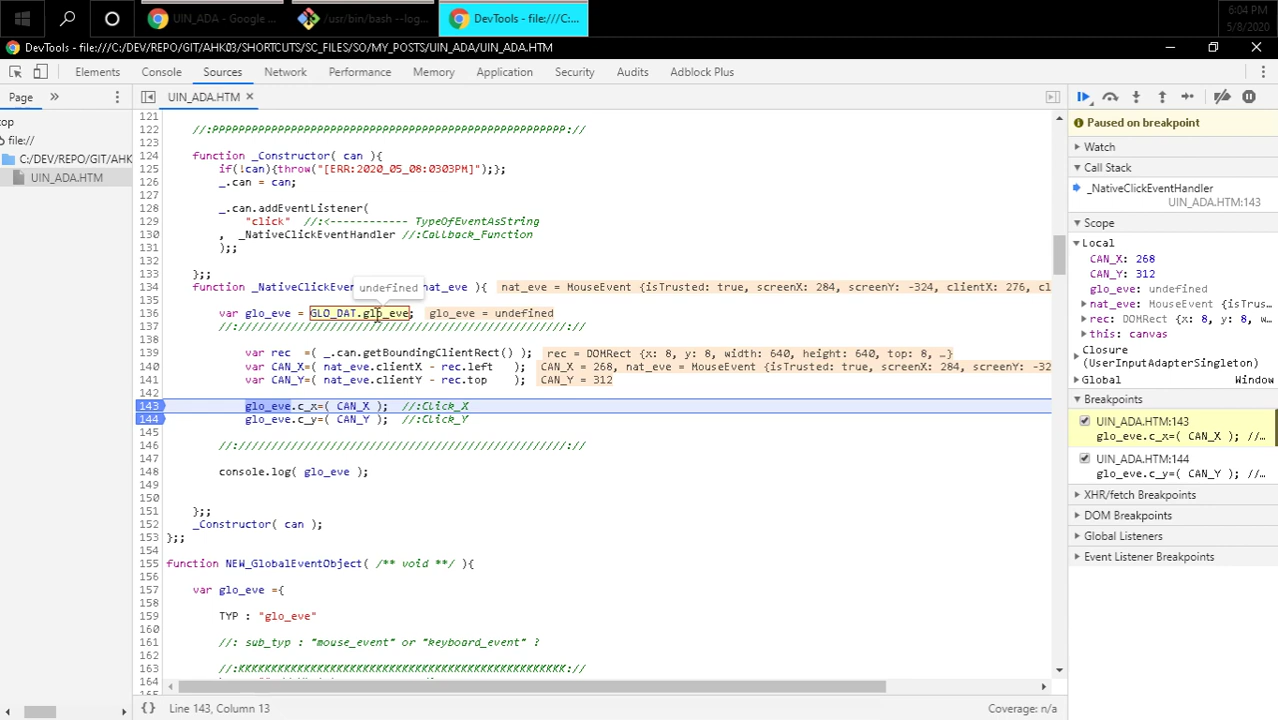 UIN_ADA - Google ...
/usr/bin/bash --log...
DevTools - file:///C:...
6:04 PM
5/8/2020
DevTools - file:///C:/DEV/REPO/GIT/AHK03/SHORTCUTS/SC_FILES/SO/MY_POSTS/UIN_ADA/UIN_ADA.HTM
Elements Console Sources Network Performance Memory Application Security Audits Adblock Plus
Page »
UIN_ADA.HTM ×
top
file://
C:/DEV/REPO/GIT/AHK
UIN_ADA.HTM
121
122 //:PPPPPPPPPPPPPPPPPPPPPPPPPPPPPPPPPPPPPPPPPPPPPPPPPP://
123
124 function _Constructor( can ){
125 if(!can){throw("[ERR:2020_05_08:0303PM]");};
126 _.can = can;
127
128 _.can.addEventListener(
129 "click" //:<------------ TypeOfEventAsString
130 , _NativeClickEventHandler //:Callback_Function
131 );;
132
133 };;
134 function _NativeClickEven nat_eve ){ nat_eve = MouseEvent {isTrusted: true, screenX: 284, screenY: -324, clientX: 276, cl
undefined
135
136 var glo_eve = GLO_DAT.glo_eve; glo_eve = undefined
137 //://////////////////////////////////////////////////://
138
139 var rec =( _.can.getBoundingClientRect() ); rec = DOMRect {x: 8, y: 8, width: 640, height: 640, top: 8, …}
140 var CAN_X=( nat_eve.clientX - rec.left ); CAN_X = 268, nat_eve = MouseEvent {isTrusted: true, screenX: 284, screenY: -32
141 var CAN_Y=( nat_eve.clientY - rec.top ); CAN_Y = 312
142
143 glo_eve.c_x=( CAN_X ); //:Click_X
144 glo_eve.c_y=( CAN_Y ); //:Click_Y
145
146 //://////////////////////////////////////////////////://
147
148 console.log( glo_eve );
149
150
151 };;
152 _Constructor( can );
153 };;
154
155 function NEW_GlobalEventObject( /** void **/ ){
156
157 var glo_eve ={
158
159 TYP : "glo_eve"
160
161 //: sub_typ : "mouse_event" or "keyboard_event" ?
162
163 //:KKKKKKKKKKKKKKKKKKKKKKKKKKKKKKKKKKKKKKKKKKKKKKKKKK://
164
{} Line 143, Column 13
Coverage: n/a
Paused on breakpoint
Watch
Call Stack
_NativeClickEventHandler
UIN_ADA.HTM:143
Scope
Local
CAN_X: 268
CAN_Y: 312
glo_eve: undefined
nat_eve: MouseEvent {isTrus…
rec: DOMRect {x: 8, y: 8, w…
this: canvas
Closure
(UserInputAdapterSingleton)
Global Window
Breakpoints
UIN_ADA.HTM:143
glo_eve.c_x=( CAN_X ); //…
UIN_ADA.HTM:144
glo_eve.c_y=( CAN_Y ); //…
XHR/fetch Breakpoints
DOM Breakpoints
Global Listeners
Event Listener Breakpoints